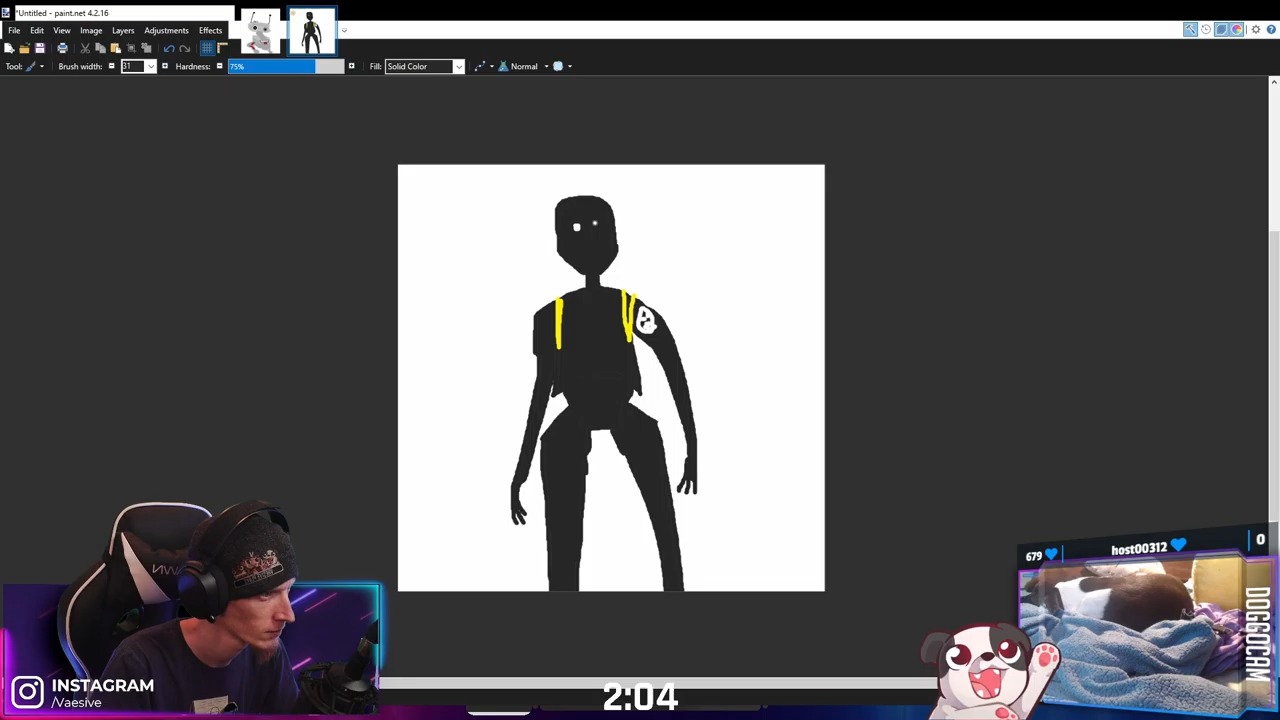 "Untitled - paint.net 4.2.16
File Edit View Image Layers Adjustments Effects
Tool: Brush width: 31 Hardness: 75% Fill: Solid Color Normal
679 host00312 0
DOGGOCAM
INSTAGRAM
/Vaesive
2:04